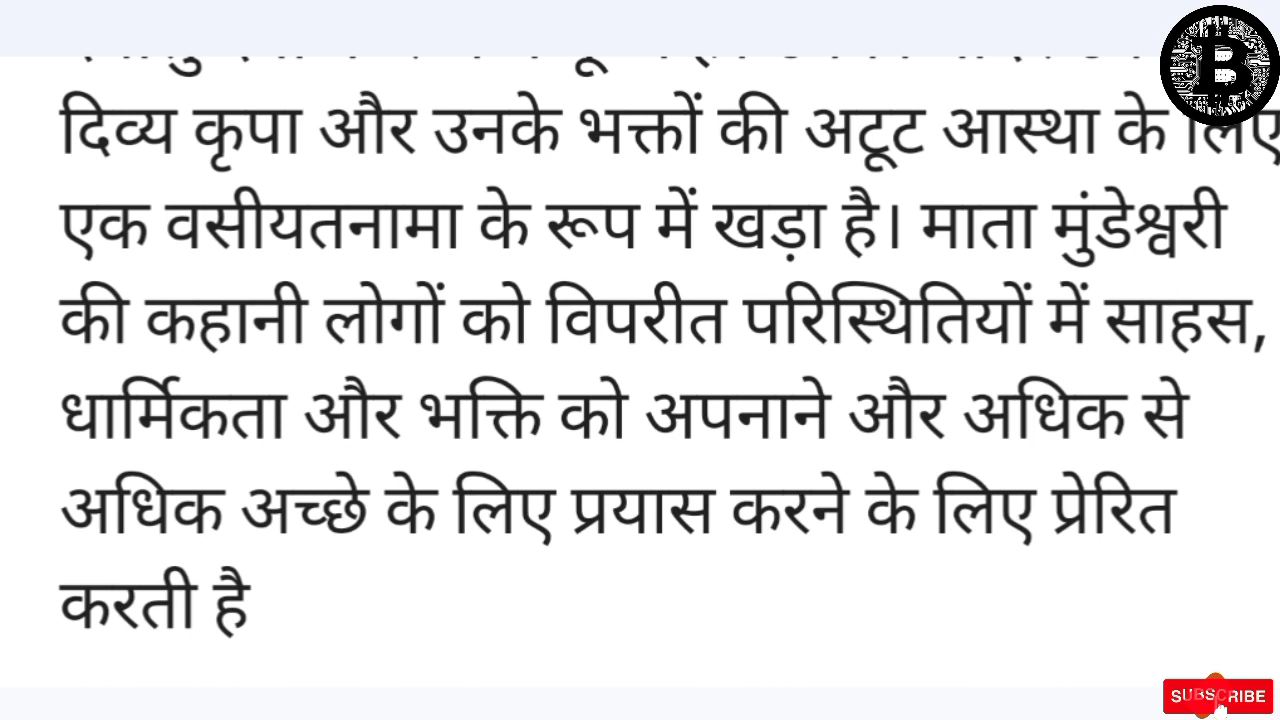 दिव्य कृपा और उनके भक्तों की अटूट आस्था के लिए
एक वसीयतनामा के रूप में खड़ा है। माता मुंडेश्वरी
की कहानी लोगों को विपरीत परिस्थितियों में साहस,
धार्मिकता और भक्ति को अपनाने और अधिक से
अधिक अच्छे के लिए प्रयास करने के लिए प्रेरित
करती है
SUBSCRIBE